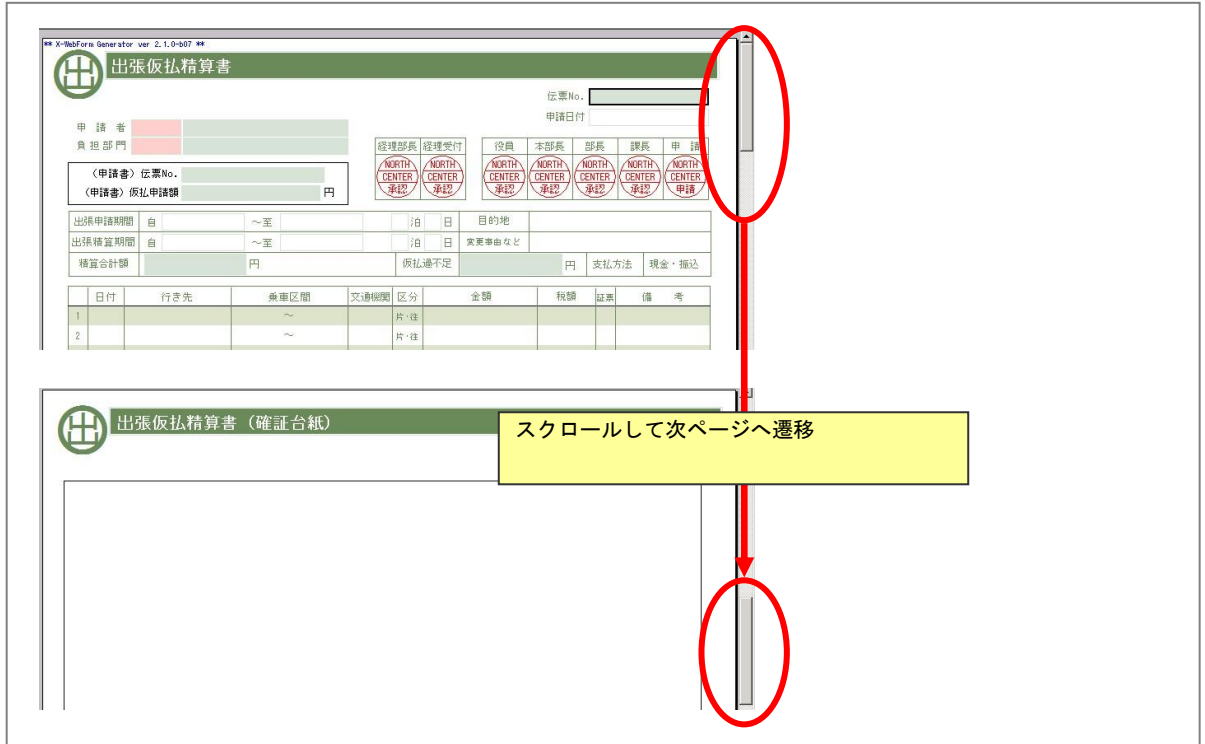 ** X-WebForm Generator ver 2.1.0-b07 **
出 出張仮払精算書
伝票No.
申請日付
申 請 者
負担部門
経理部長 経理受付 役員 本部長 部長 課長 申 請
NORTH CENTER 承認 NORTH CENTER 承認 NORTH CENTER 承認 NORTH CENTER 承認 NORTH CENTER 承認 NORTH CENTER 承認 NORTH CENTER 申請
(申請書) 伝票No.
(申請書) 仮払申請額 円
出張申請期間 自 ~至 泊 日 目的地
出張精算期間 自 ~至 泊 日 変更事由など
精算合計額 円 仮払過不足 円 支払方法 現金・振込
日付 行き先 乗車区間 交通機関 区分 金額 税額 証票 備 考
1 ~ 片・往
2 ~ 片・往
出 出張仮払精算書(確証台紙)
スクロールして次ページへ遷移